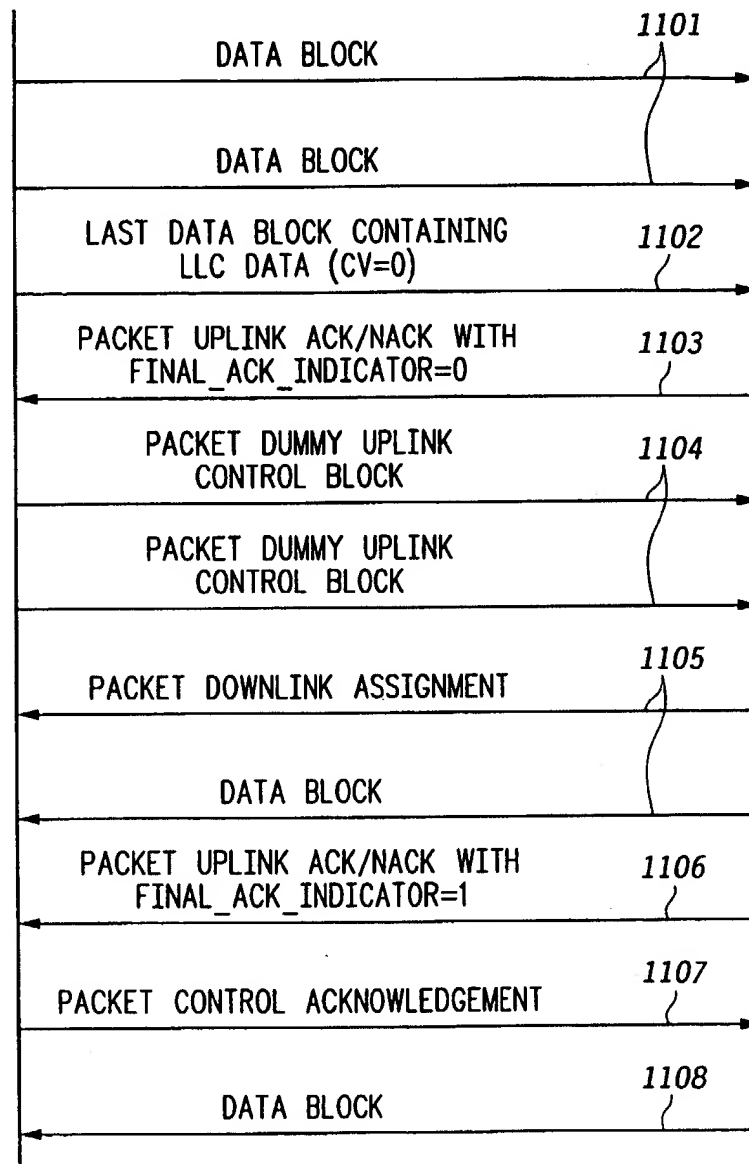 1101
DATA BLOCK
DATA BLOCK
LAST DATA BLOCK CONTAINING
LLC DATA (CV=0)
1102
PACKET UPLINK ACK/NACK WITH
FINAL_ACK_INDICATOR=0
1103
PACKET DUMMY UPLINK
CONTROL BLOCK
1104
PACKET DUMMY UPLINK
CONTROL BLOCK
1105
PACKET DOWNLINK ASSIGNMENT
DATA BLOCK
PACKET UPLINK ACK/NACK WITH
FINAL_ACK_INDICATOR=1
1106
PACKET CONTROL ACKNOWLEDGEMENT
1107
DATA BLOCK
1108